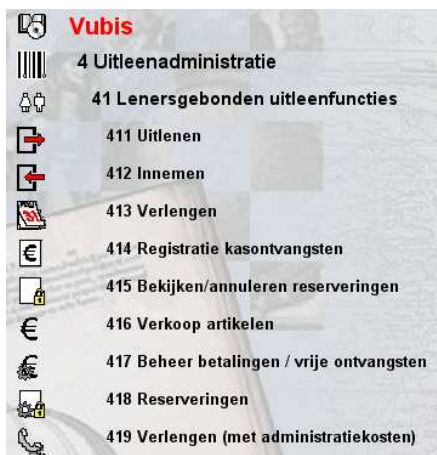 Vubis
4 Uitleenadministratie
41 Lenersgebonden uitleenfuncties
411 Uitlenen
412 Innemen
413 Verlengen
414 Registratie kasontvangsten
415 Bekijken/annuleren reserveringen
416 Verkoop artikelen
417 Beheer betalingen / vrije ontvangsten
418 Reserveringen
419 Verlengen (met administratiekosten)